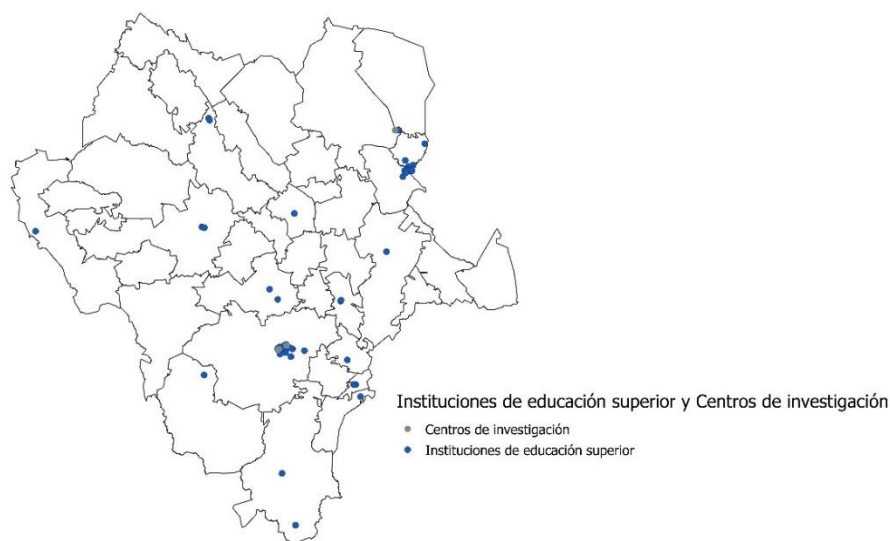 Instituciones de educación superior y Centros de investigación
Centros de investigación
Instituciones de educación superior